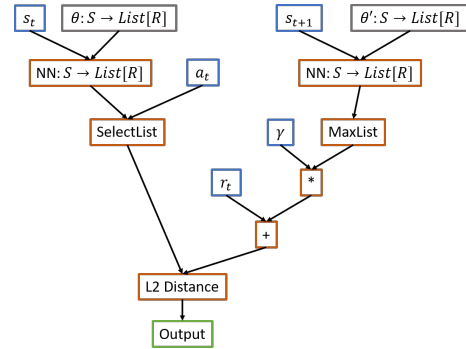 s_t θ: S → List[R] s_{t+1} θ′: S → List[R]
NN: S → List[R] a_t NN: S → List[R]
SelectList γ MaxList
r_t *
+
L2 Distance
Output